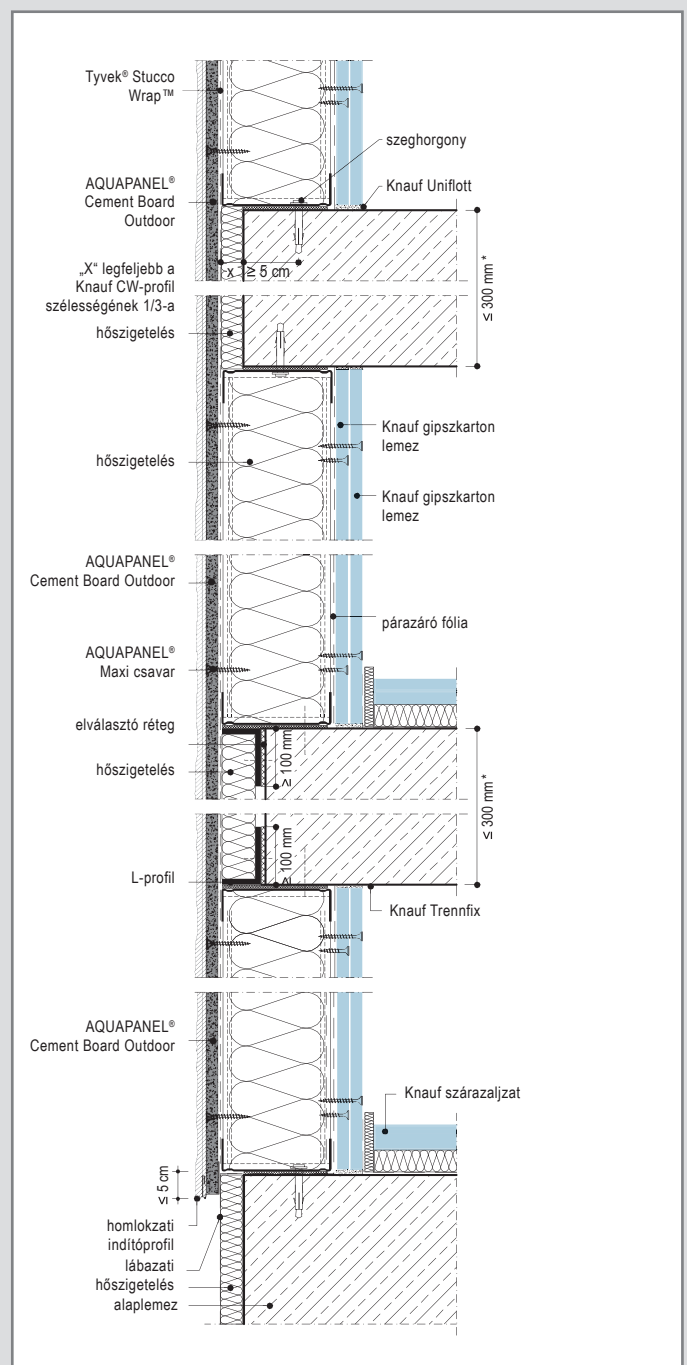 Tyvek® Stucco
Wrap™
szeghorgony
AQUAPANEL®
Cement Board
Outdoor
Knauf Uniflott
x
≥ 5 cm
„X“ legfeljebb a
Knauf CW-profil
szélességének 1/3-a
≤ 300 mm*
hőszigetelés
Knauf gipszkarton
lemez
hőszigetelés
Knauf gipszkarton
lemez
AQUAPANEL®
Cement Board Outdoor
párazáró fólia
AQUAPANEL®
Maxi csavar
elválasztó réteg
≥ 100 mm
hőszigetelés
≤ 300 mm*
≥ 100 mm
L-profil
Knauf Trennfix
AQUAPANEL®
Cement Board Outdoor
Knauf szárazaljzat
≤ 5 cm
homlokzati
indítóprofil
lábazati
hőszigetelés
alaplemez